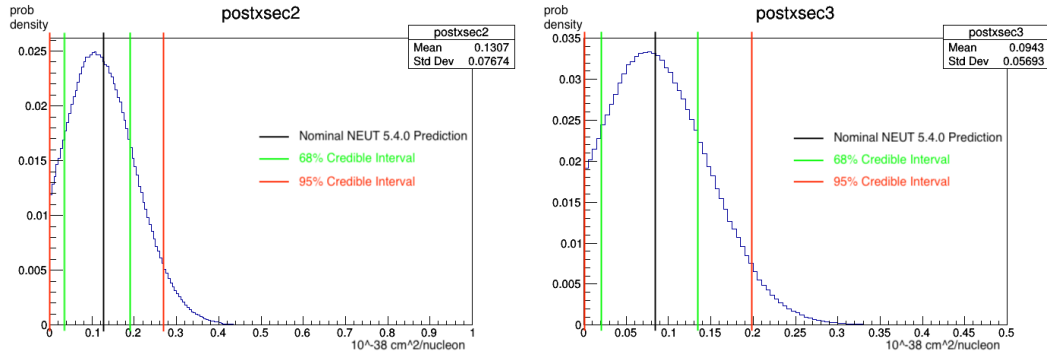 prob
density
postxsec2
postxsec2
Mean 0.1307
Std Dev 0.07674
0.025
0.02
0.015
0.01
0.005
0
Nominal NEUT 5.4.0 Prediction
68% Credible Interval
95% Credible Interval
0 0.1 0.2 0.3 0.4 0.5 0.6 0.7 0.8 0.9 1
10^-38 cm^2/nucleon
prob
density
postxsec3
postxsec3
Mean 0.0943
Std Dev 0.05693
0.035
0.03
0.025
0.02
0.015
0.01
0.005
0
Nominal NEUT 5.4.0 Prediction
68% Credible Interval
95% Credible Interval
0 0.05 0.1 0.15 0.2 0.25 0.3 0.35 0.4 0.45 0.5
10^-38 cm^2/nucleon